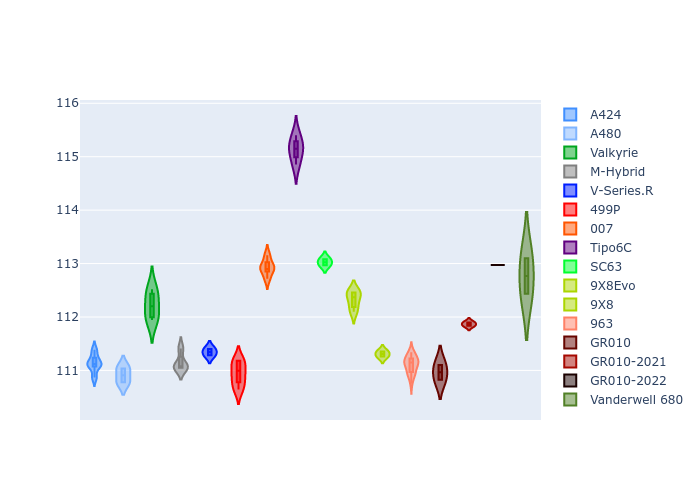 116
115
114
113
112
111
A424
A480
Valkyrie
M-Hybrid
V-Series.R
499P
007
Tipo6C
SC63
9X8Evo
9X8
963
GR010
GR010-2021
GR010-2022
Vanderwell 680